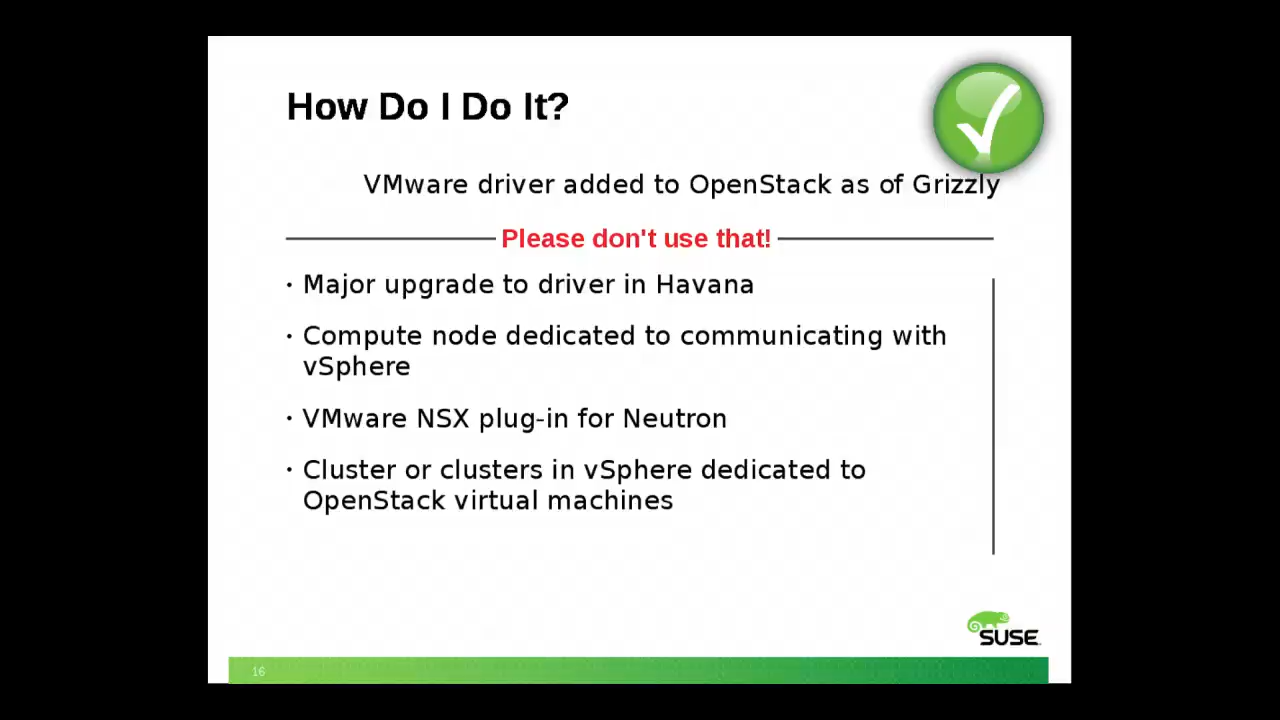 How Do I Do It?
VMware driver added to OpenStack as of Grizzly
Please don't use that!
• Major upgrade to driver in Havana
• Compute node dedicated to communicating with
vSphere
• VMware NSX plug-in for Neutron
• Cluster or clusters in vSphere dedicated to
OpenStack virtual machines
SUSE
16